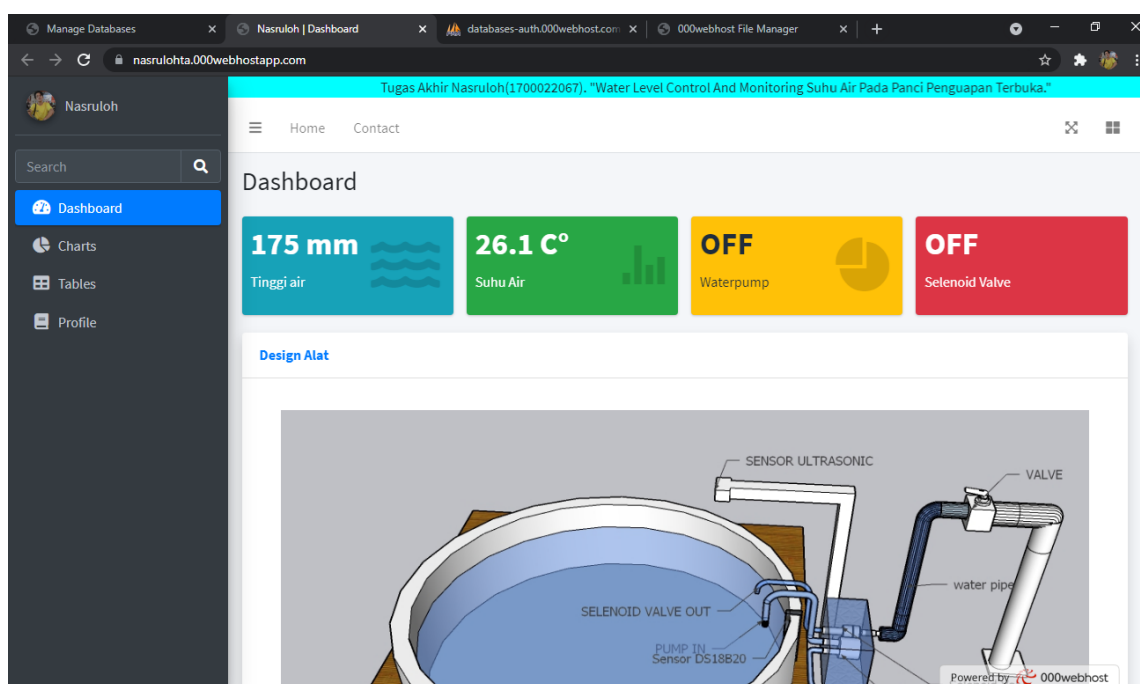 Manage Databases
Nasruloh | Dashboard
databases-auth.000webhost.com
000webhost File Manager
nasrulohta.000webhostapp.com
Nasruloh
Tugas Akhir Nasruloh(1700022067). "Water Level Control And Monitoring Suhu Air Pada Panci Penguapan Terbuka."
Home
Contact
Search
Dashboard
Charts
Tables
Profile
Dashboard
175 mm
Tinggi air
26.1 C°
Suhu Air
OFF
Waterpump
OFF
Selenoid Valve
Design Alat
SENSOR ULTRASONIC
VALVE
water pipe
SELENOID VALVE OUT
PUMP IN
Sensor DS18B20
Powered by 000webhost